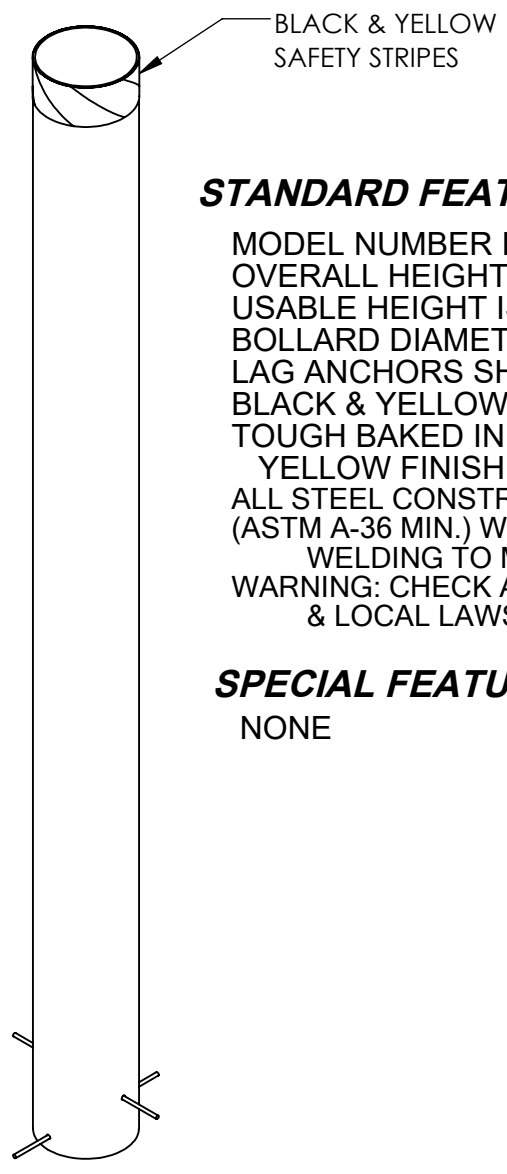 BLACK & YELLOW
SAFETY STRIPES
STANDARD FEAT
MODEL NUMBER
OVERALL HEIGHT
USABLE HEIGHT
BOLLARD DIAMET
LAG ANCHORS SH
BLACK & YELLOW
TOUGH BAKED IN
YELLOW FINISH
ALL STEEL CONSTR
(ASTM A-36 MIN.) W
WELDING TO
WARNING: CHECK A
& LOCAL LAWS
SPECIAL FEATU
NONE